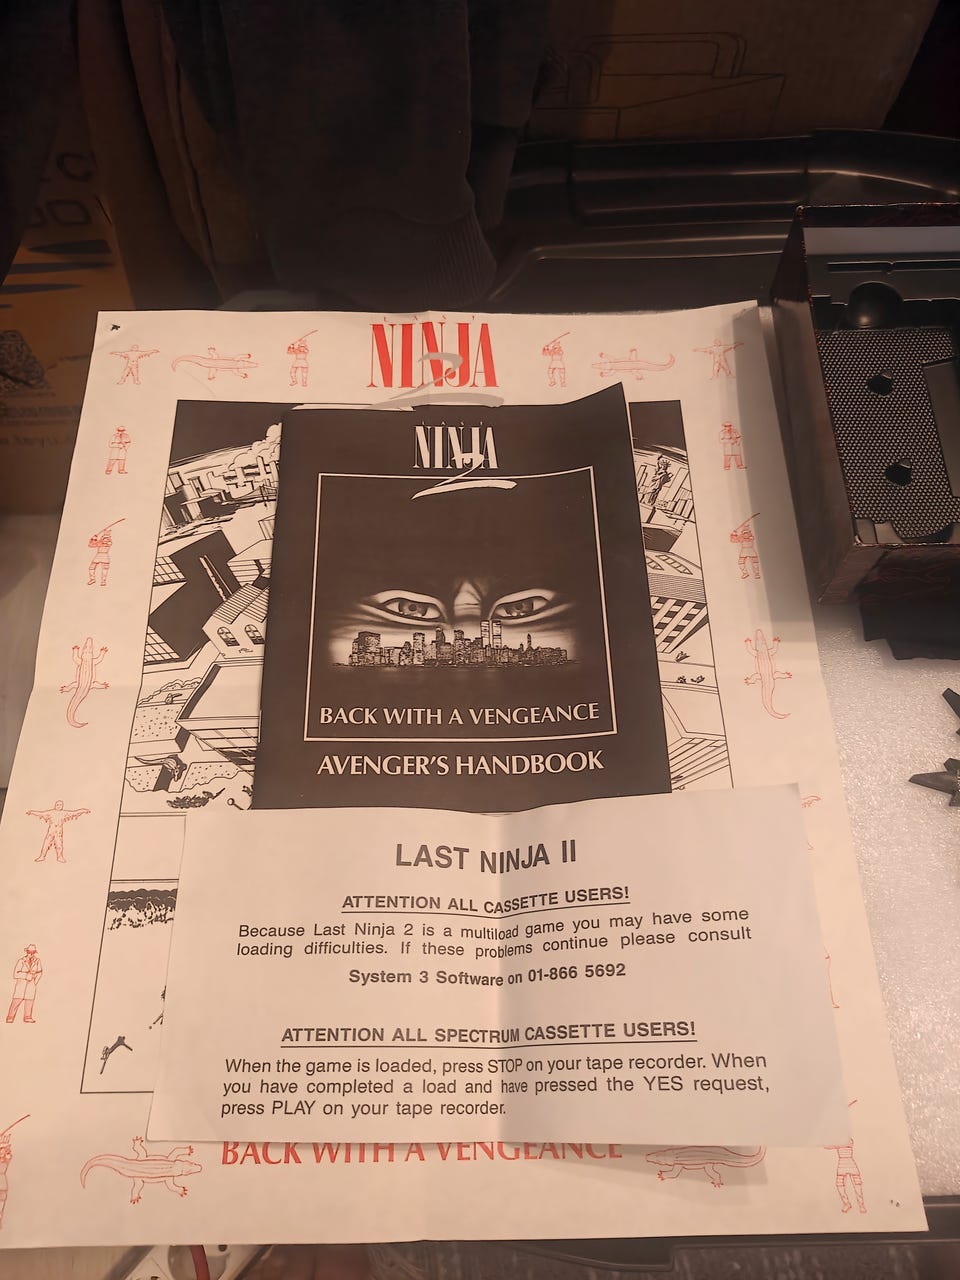 LAST
NINJA
2
LAST
NINJA
2
BACK WITH A VENGEANCE
AVENGER'S HANDBOOK
LAST NINJA II
ATTENTION ALL CASSETTE USERS!
Because Last Ninja 2 is a multiload game you may have some
loading difficulties. If these problems continue please consult
System 3 Software on 01-866 5692
ATTENTION ALL SPECTRUM CASSETTE USERS!
When the game is loaded, press STOP on your tape recorder. When
you have completed a load and have pressed the YES request,
press PLAY on your tape recorder.
BACK WITH A VENGEANCE